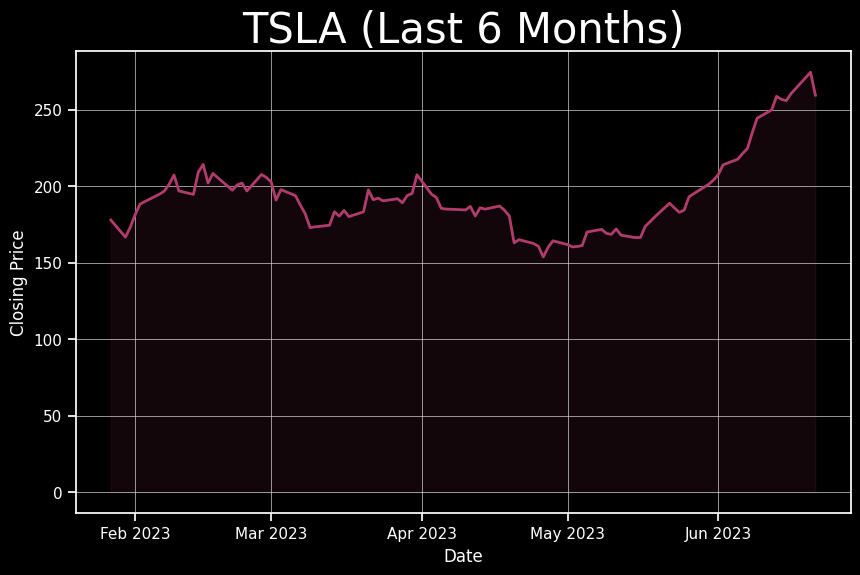 TSLA (Last 6 Months)
Closing Price
250
200
150
100
50
0
Feb 2023
Mar 2023
Apr 2023
May 2023
Jun 2023
Date